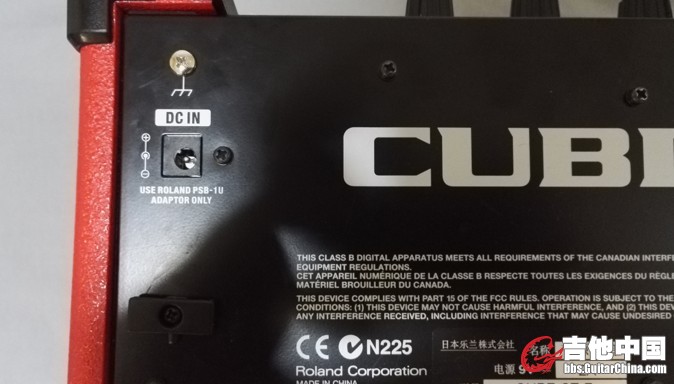 DC IN
USE ROLAND PSB-1U
ADAPTOR ONLY
CUB
THIS CLASS B DIGITAL APPARATUS MEETS ALL REQUIREMENTS OF THE CANADIAN INTERF
EQUIPMENT REGULATIONS.
CET APPAREIL NUMÉRIQUE DE LA CLASSE B RESPECTE TOUTES LES EXIGENCES DU RÈGL
MATÉRIEL BROUILLEUR DU CANADA.
THIS DEVICE COMPLIES WITH PART 15 OF THE FCC RULES. OPERATION IS SUBJECT TO THE
CONDITIONS: (1) THIS DEVICE MAY NOT CAUSE HARMFUL INTERFERENCE, AND (2) THIS DEV
ANY INTERFERENCE RECEIVED, INCLUDING INTERFERENCE THAT MAY CAUSE UNDESIRED
CE N225
日本乐兰株式会社 名称
电源 9V
Roland Corporation
MADE IN CHINA
吉他中国
bbs.GuitarChina.com